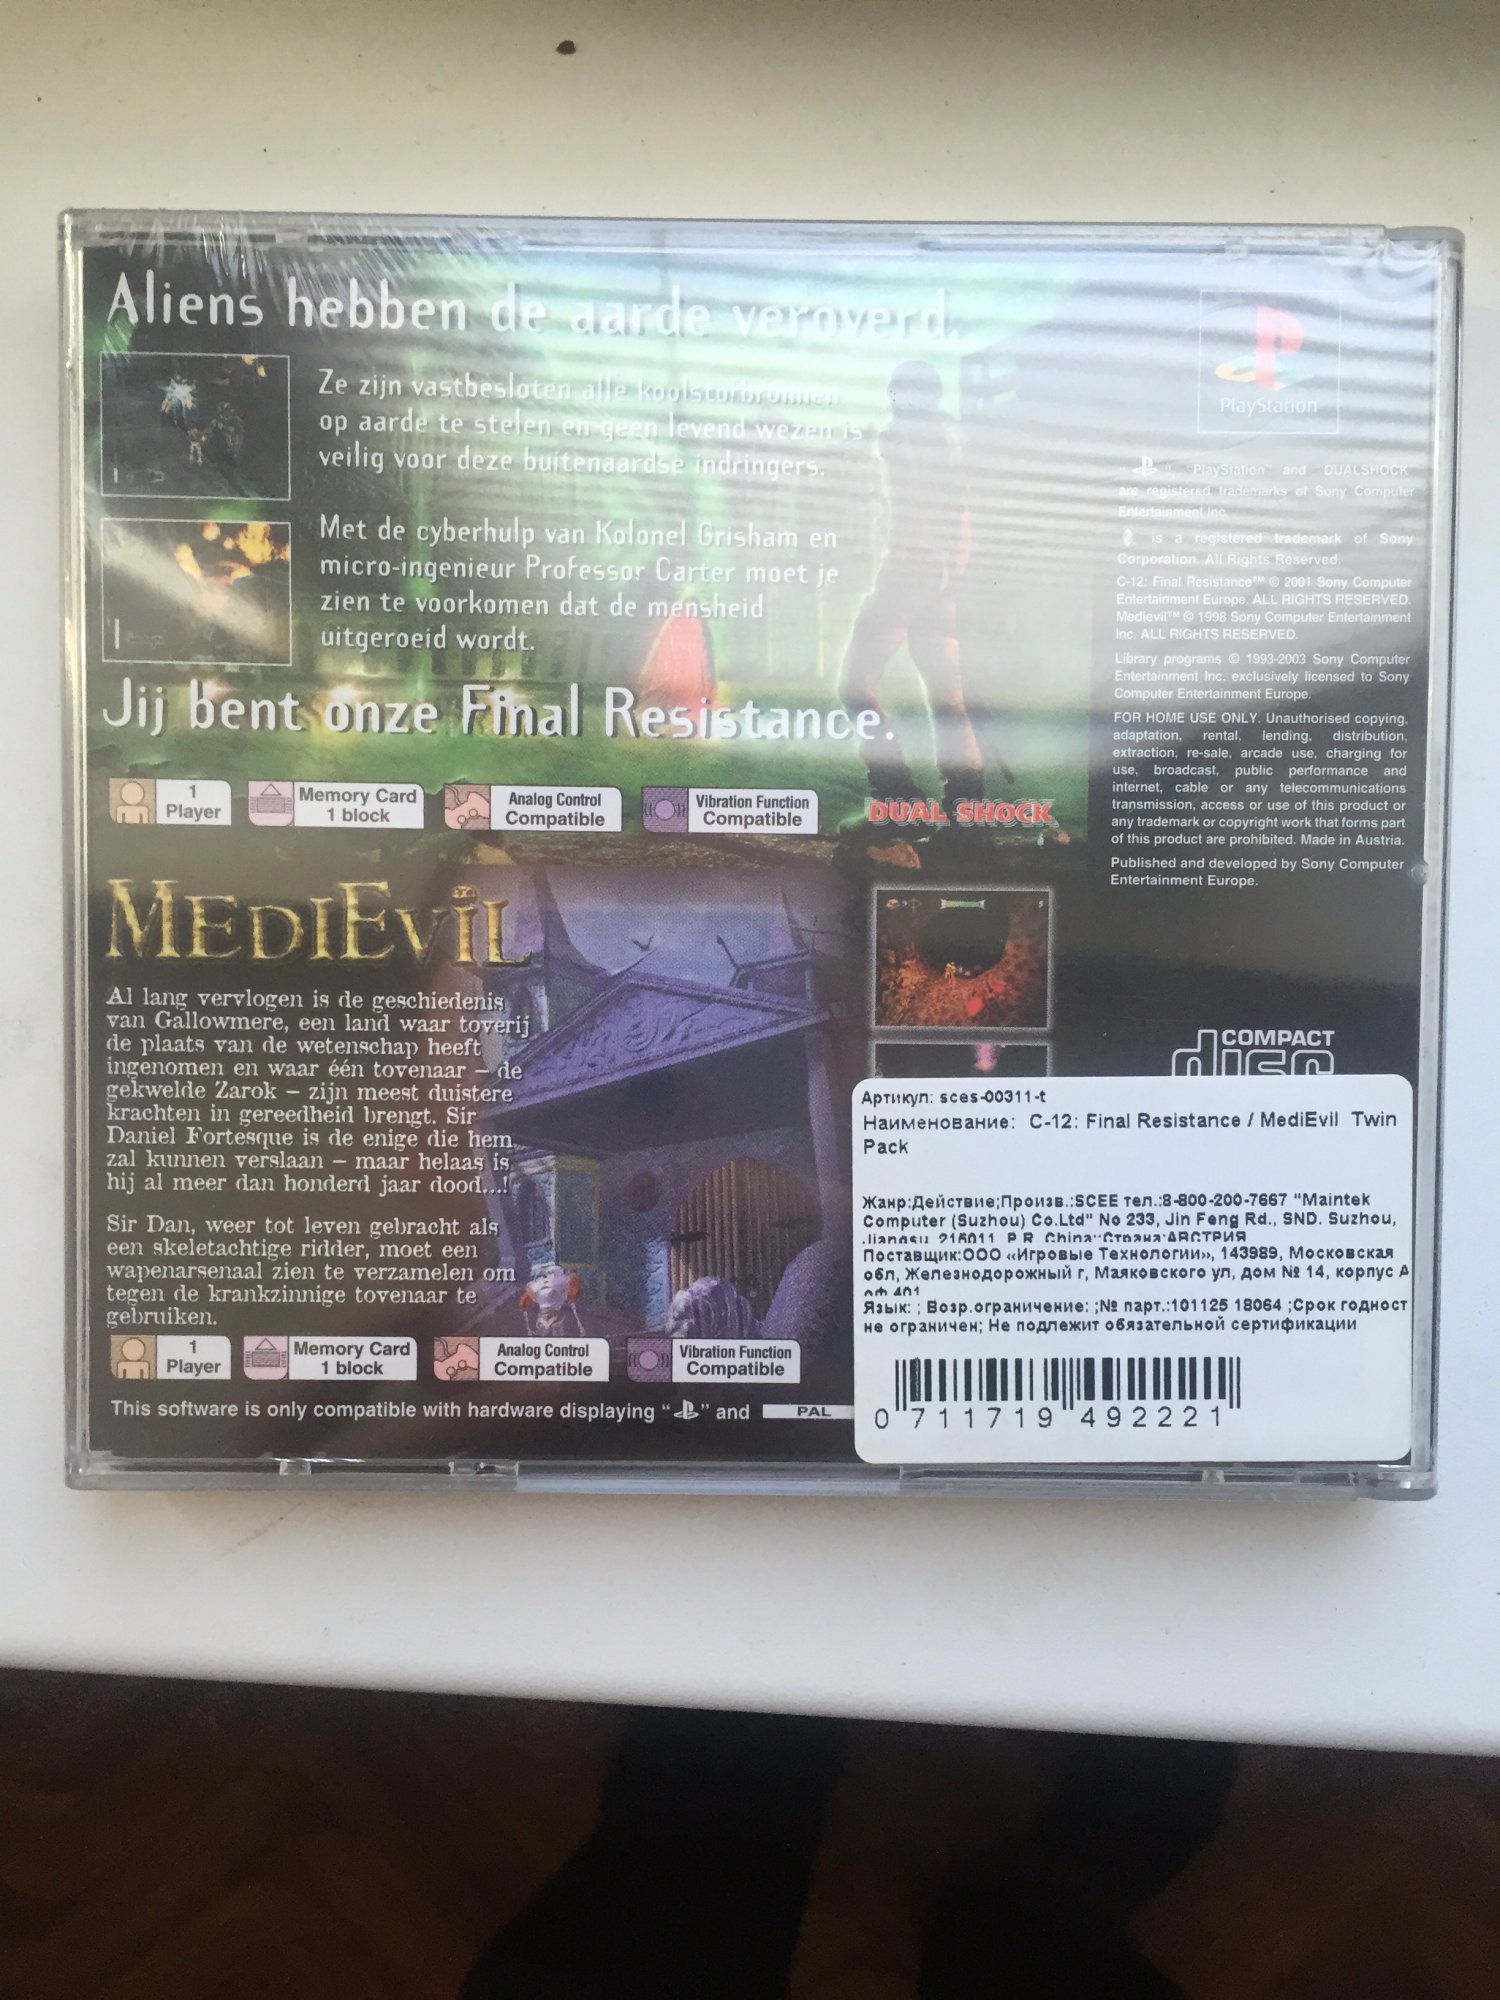 Aliens hebben de aarde veroverd.
Ze zijn vastbesloten alle koolstofbronnen
op aarde te stelen en geen levend wezen is
veilig voor deze buitenaardse indringers.
Met de cyberhulp van Kolonel Grisham en
micro-ingenieur Professor Carter moet je
zien te voorkomen dat de mensheid
uitgeroeid wordt.
Jij bent onze Final Resistance.
1
Player
Memory Card
1 block
Analog Control
Compatible
Vibration Function
Compatible
DUAL SHOCK
PlayStation
" " "PlayStation" and DUALSHOCK
are registered trademarks of Sony Computer
Entertainment Inc.
is a registered trademark of Sony
Corporation. All Rights Reserved.
C-12: Final Resistance™ © 2001 Sony Computer
Entertainment Europe. ALL RIGHTS RESERVED.
Medievil™ © 1998 Sony Computer Entertainment
Inc. ALL RIGHTS RESERVED.
Library programs © 1993-2003 Sony Computer
Entertainment Inc. exclusively licensed to Sony
Computer Entertainment Europe.
FOR HOME USE ONLY. Unauthorised copying,
adaptation, rental, lending, distribution,
extraction, re-sale, arcade use, charging for
use, broadcast, public performance and
internet, cable or any telecommunications
transmission, access or use of this product or
any trademark or copyright work that forms part
of this product are prohibited. Made in Austria.
Published and developed by Sony Computer
Entertainment Europe.
MEDIEVIL
Al lang vervlogen is de geschiedenis
van Gallowmere, een land waar toverij
de plaats van de wetenschap heeft
ingenomen en waar één tovenaar – de
gekwelde Zarok – zijn meest duistere
krachten in gereedheid brengt. Sir
Daniel Fortesque is de enige die hem
zal kunnen verslaan – maar helaas is
hij al meer dan honderd jaar dood...!
Sir Dan, weer tot leven gebracht als
een skeletachtige ridder, moet een
wapenarsenaal zien te verzamelen om
tegen de krankzinnige tovenaar te
gebruiken.
1
Player
Memory Card
1 block
Analog Control
Compatible
Vibration Function
Compatible
This software is only compatible with hardware displaying " " and PAL
COMPACT
disc
Артикул: sces-00311-t
Наименование: C-12: Final Resistance / MediEvil Twin
Pack
Жанр:Действие;Произв.:SCEE тел.:8-800-200-7667 "Maintek
Computer (Suzhou) Co.Ltd" No 233, Jin Feng Rd., SND. Suzhou,
Jiangsu, 215011, P.R. China";Страна:АВСТРИЯ
Поставщик:ООО «Игровые Технологии», 143989, Московская
обл, Железнодорожный г, Маяковского ул, дом № 14, корпус А
оф.401
Язык: ; Возр.ограничение: ;№ парт.:101125 18064 ;Срок годност
не ограничен; Не подлежит обязательной сертификации
0 711719 492221